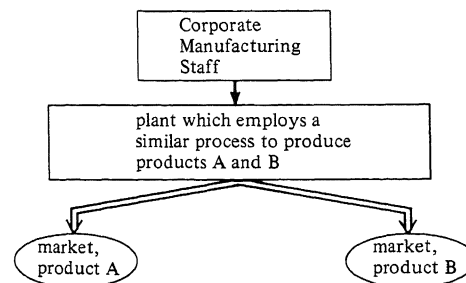 Corporate
Manufacturing
Staff
plant which employs a
similar process to produce
products A and B
market,
product A
market,
product B